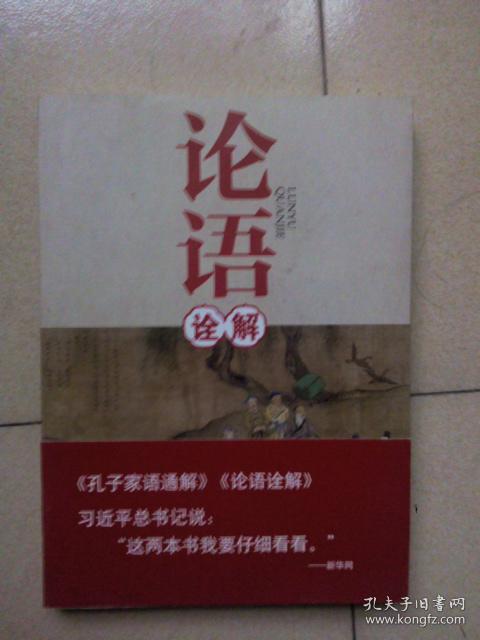 论语
LUNYU
QUANJIE
诠解
《孔子家语通解》《论语诠解》
习近平总书记说：
“这两本书我要仔细看看。”
——新华网
孔夫子旧书网
www.kongfz.com